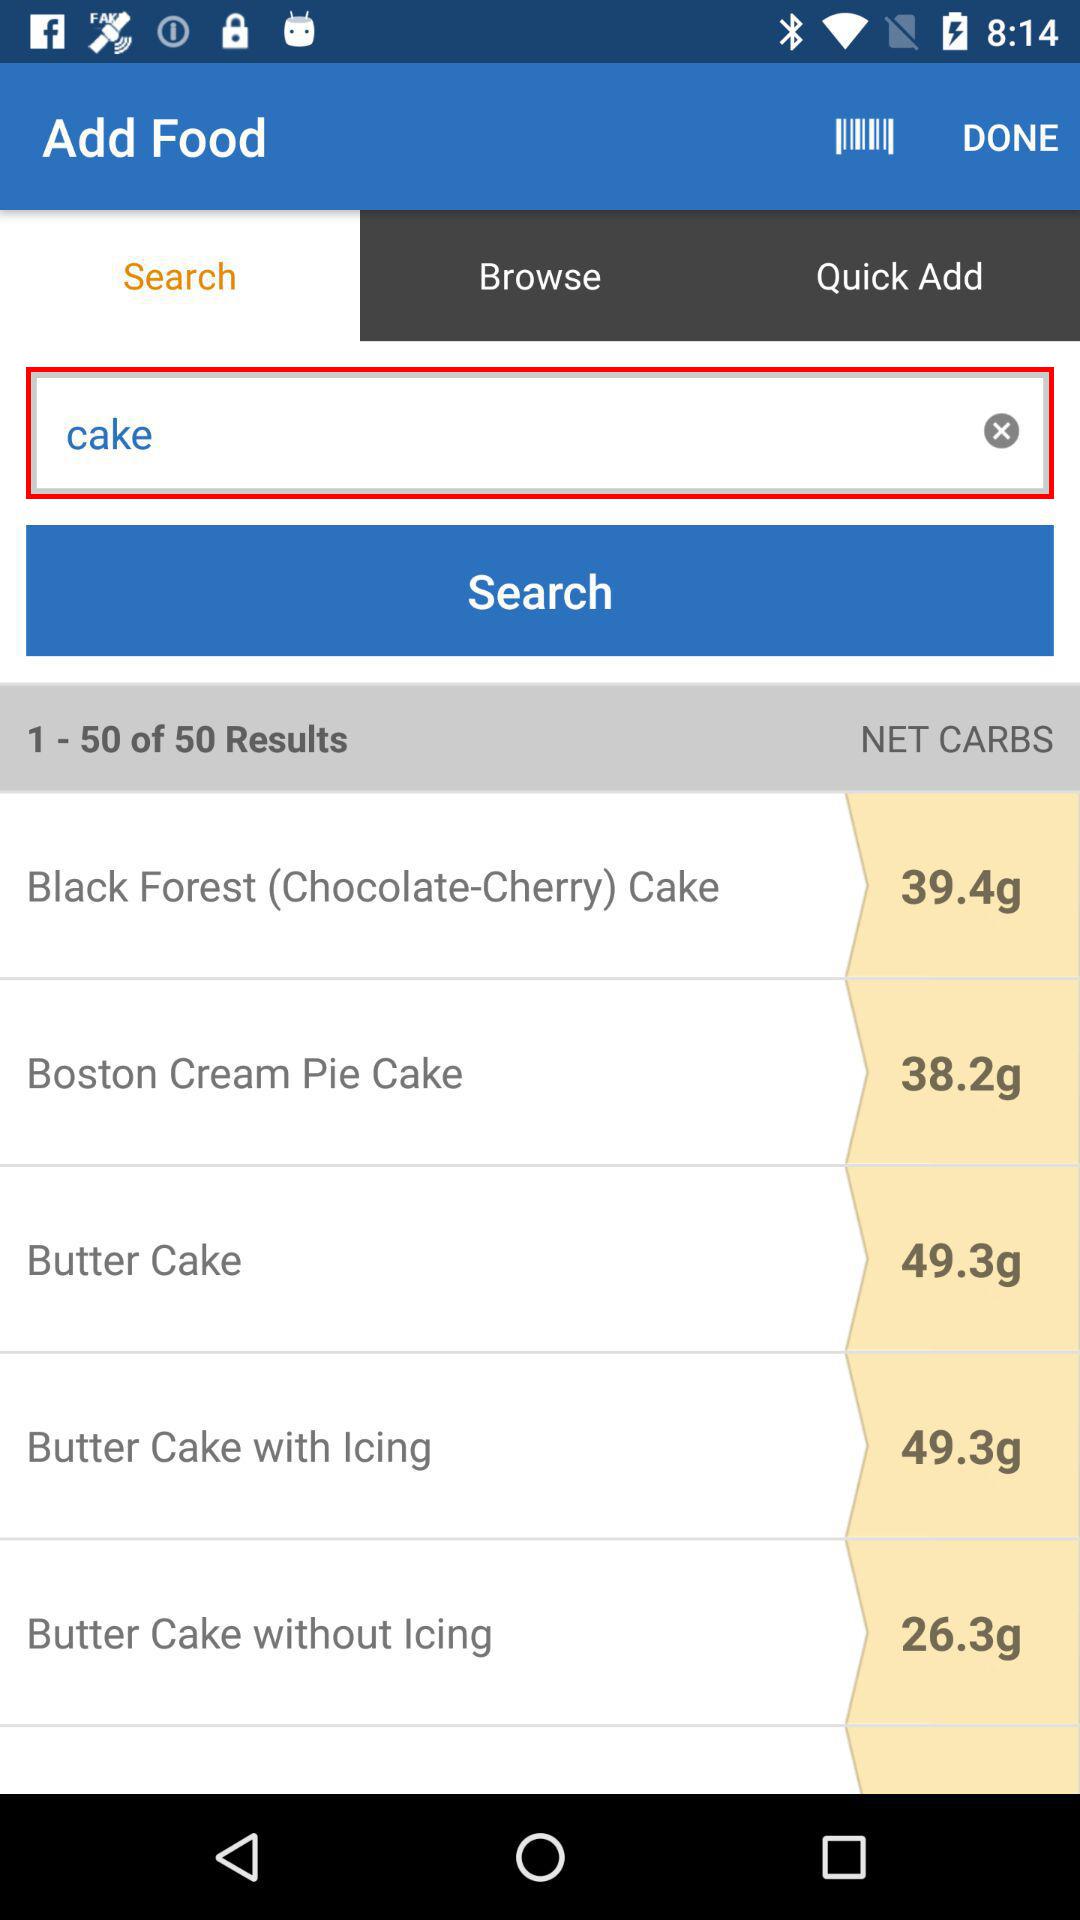 FAKE
8:14
Add Food
DONE
Search
Browse
Quick Add
cake
Search
1 - 50 of 50 Results
NET CARBS
Black Forest (Chocolate-Cherry) Cake
39.4g
Boston Cream Pie Cake
38.2g
Butter Cake
49.3g
Butter Cake with Icing
49.3g
Butter Cake without Icing
26.3g